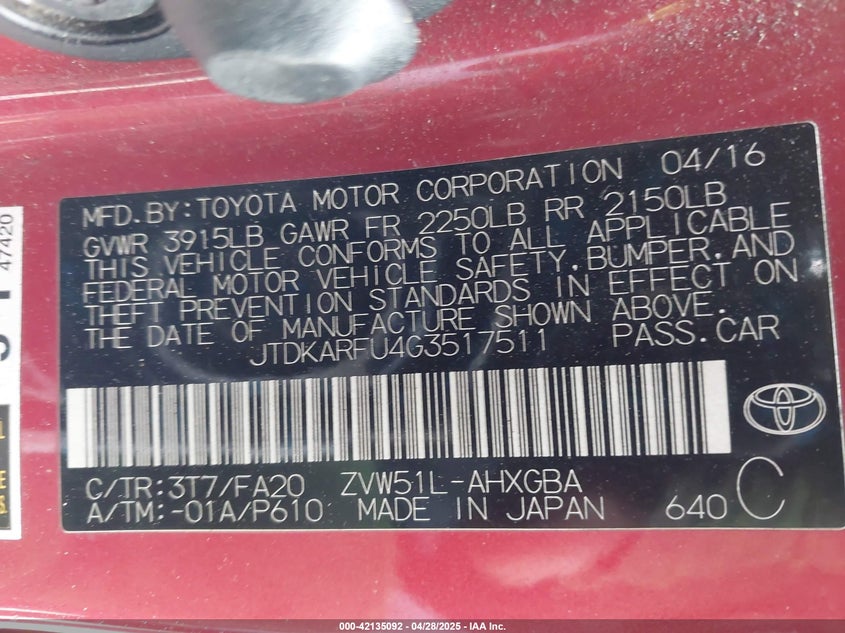 MFD. BY: TOYOTA MOTOR CORPORATION 04/16
GVWR 3915LB GAWR FR 2250LB RR 2150LB
THIS VEHICLE CONFORMS TO ALL APPLICABLE
FEDERAL MOTOR VEHICLE SAFETY, BUMPER, AND
THEFT PREVENTION STANDARDS IN EFFECT ON
THE DATE OF MANUFACTURE SHOWN ABOVE.
JTDKARFU4G3517511 PASS. CAR
C/TR: 3T7/FA20 ZVW51L-AHXGBA C
A/TM: -01A/P610 MADE IN JAPAN 640
47420
000-42135092 - 04/28/2025 - IAA Inc.